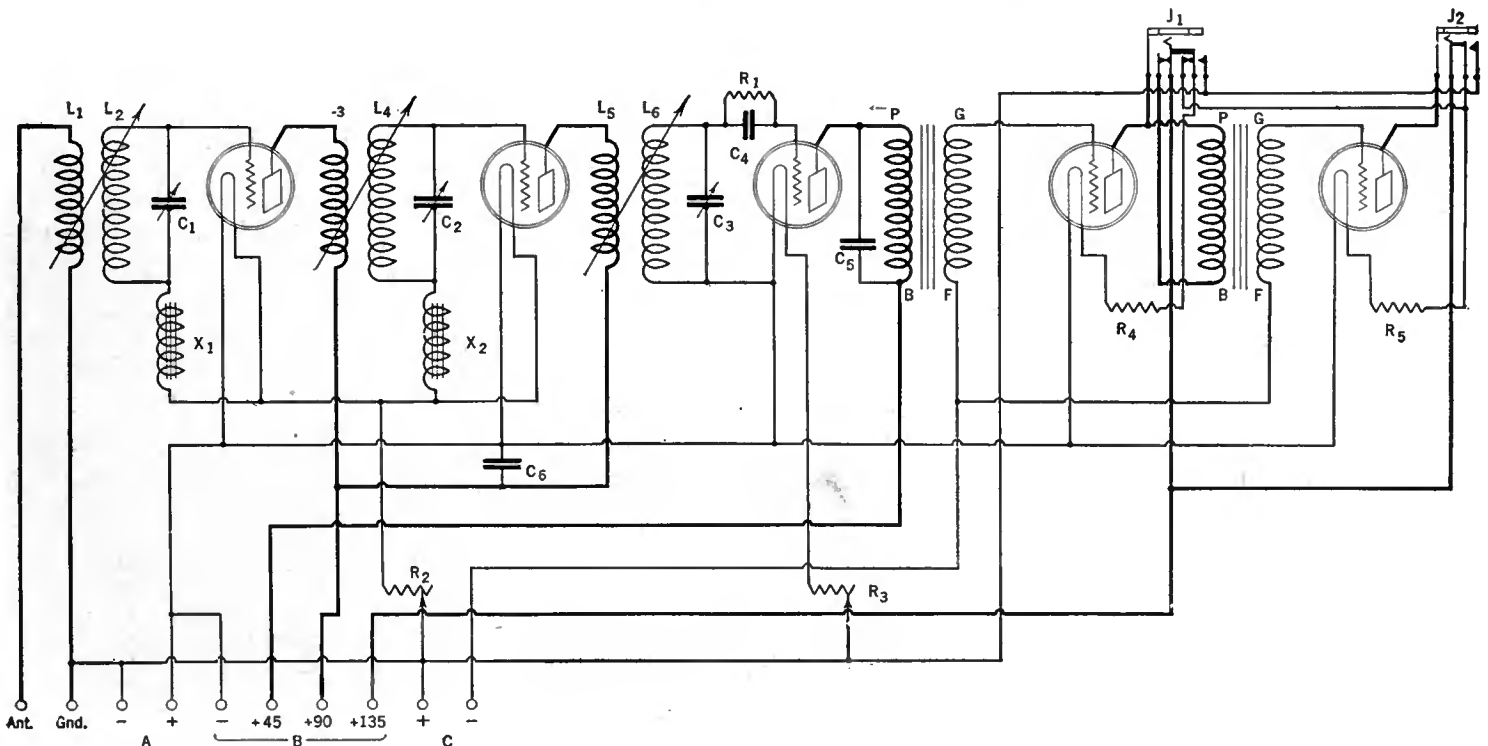 J1 J2
L1 L2 -3 L4 L5 L6 R1 P G P G
C4
C1 C2 C3 C5
B F B F
R4 R5
X1 X2
C6
R2 R3
Ant. Gnd. - + - +45 +90 +135 + -
A B C